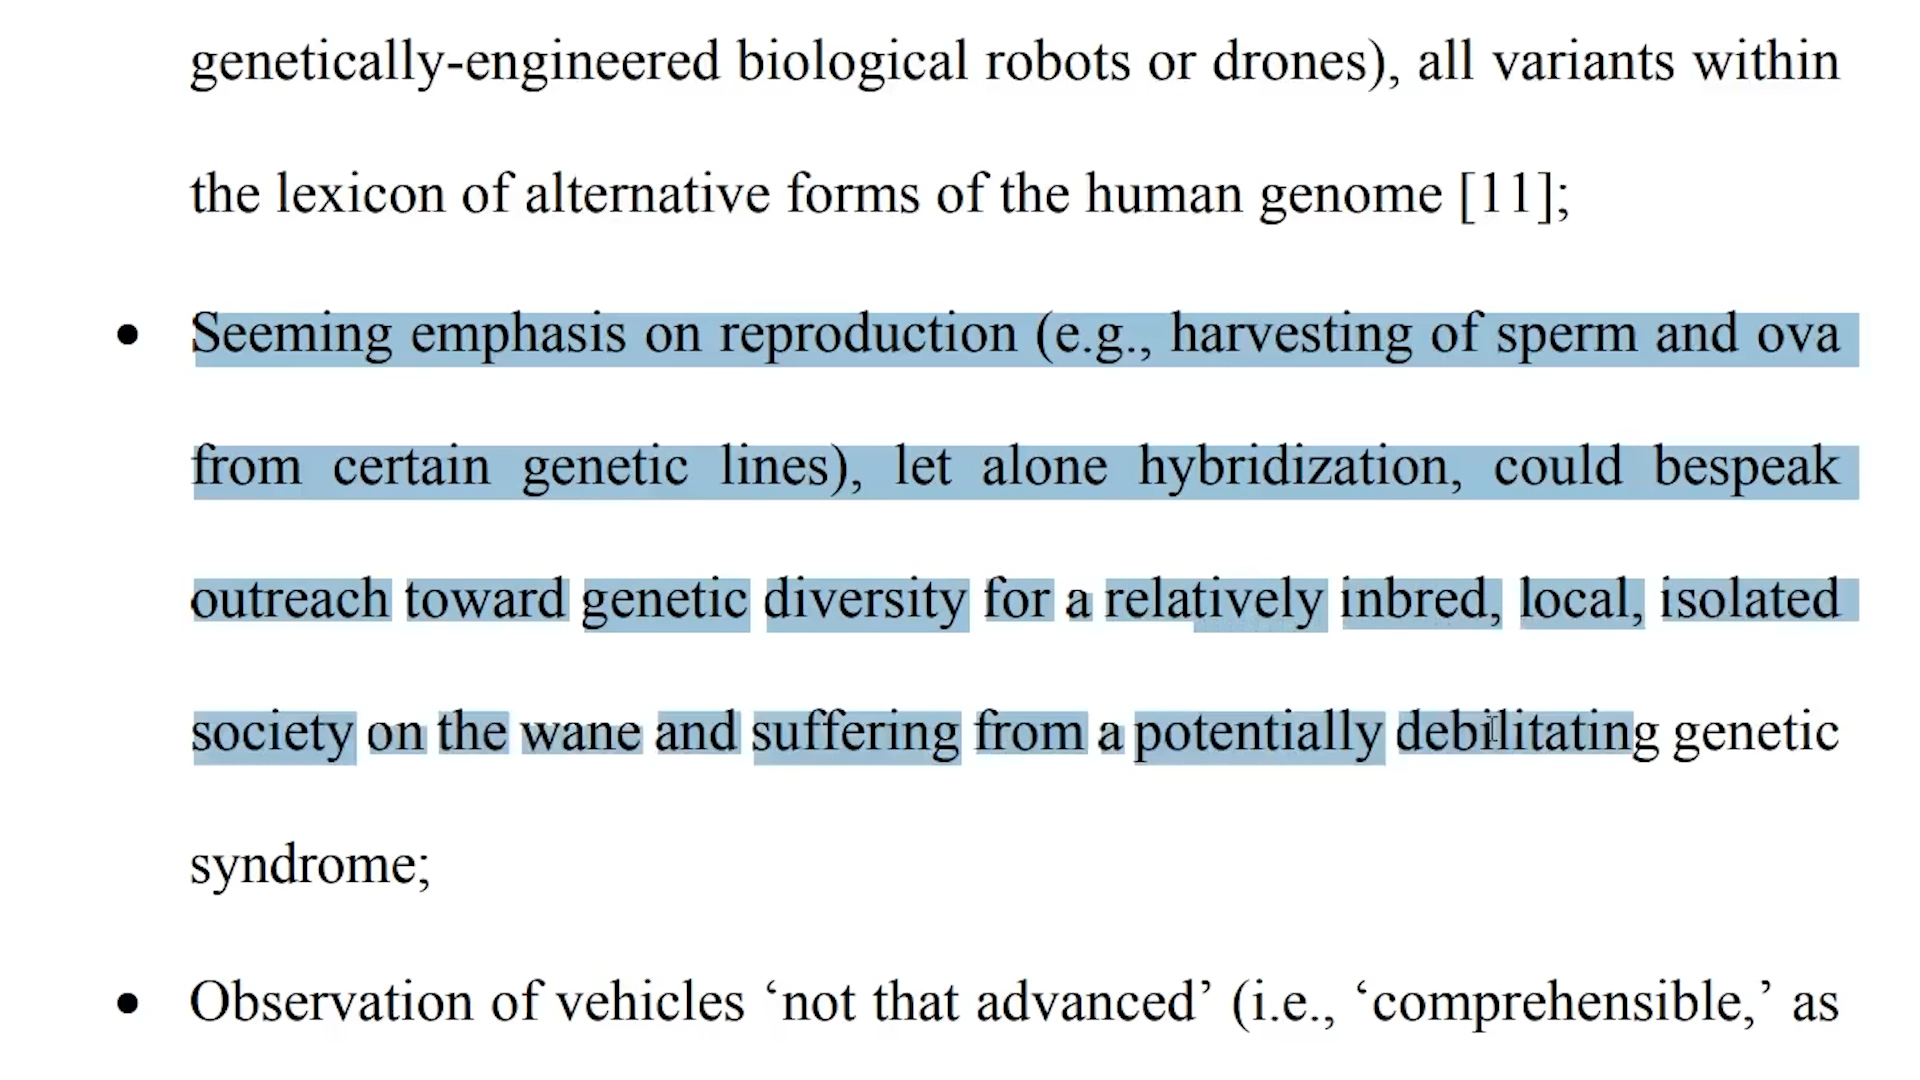 genetically-engineered biological robots or drones), all variants within
the lexicon of alternative forms of the human genome [11];
• Seeming emphasis on reproduction (e.g., harvesting of sperm and ova
from certain genetic lines), let alone hybridization, could bespeak
outreach toward genetic diversity for a relatively inbred, local, isolated
society on the wane and suffering from a potentially debilitating genetic
syndrome;
• Observation of vehicles ‘not that advanced’ (i.e., ‘comprehensible,’ as